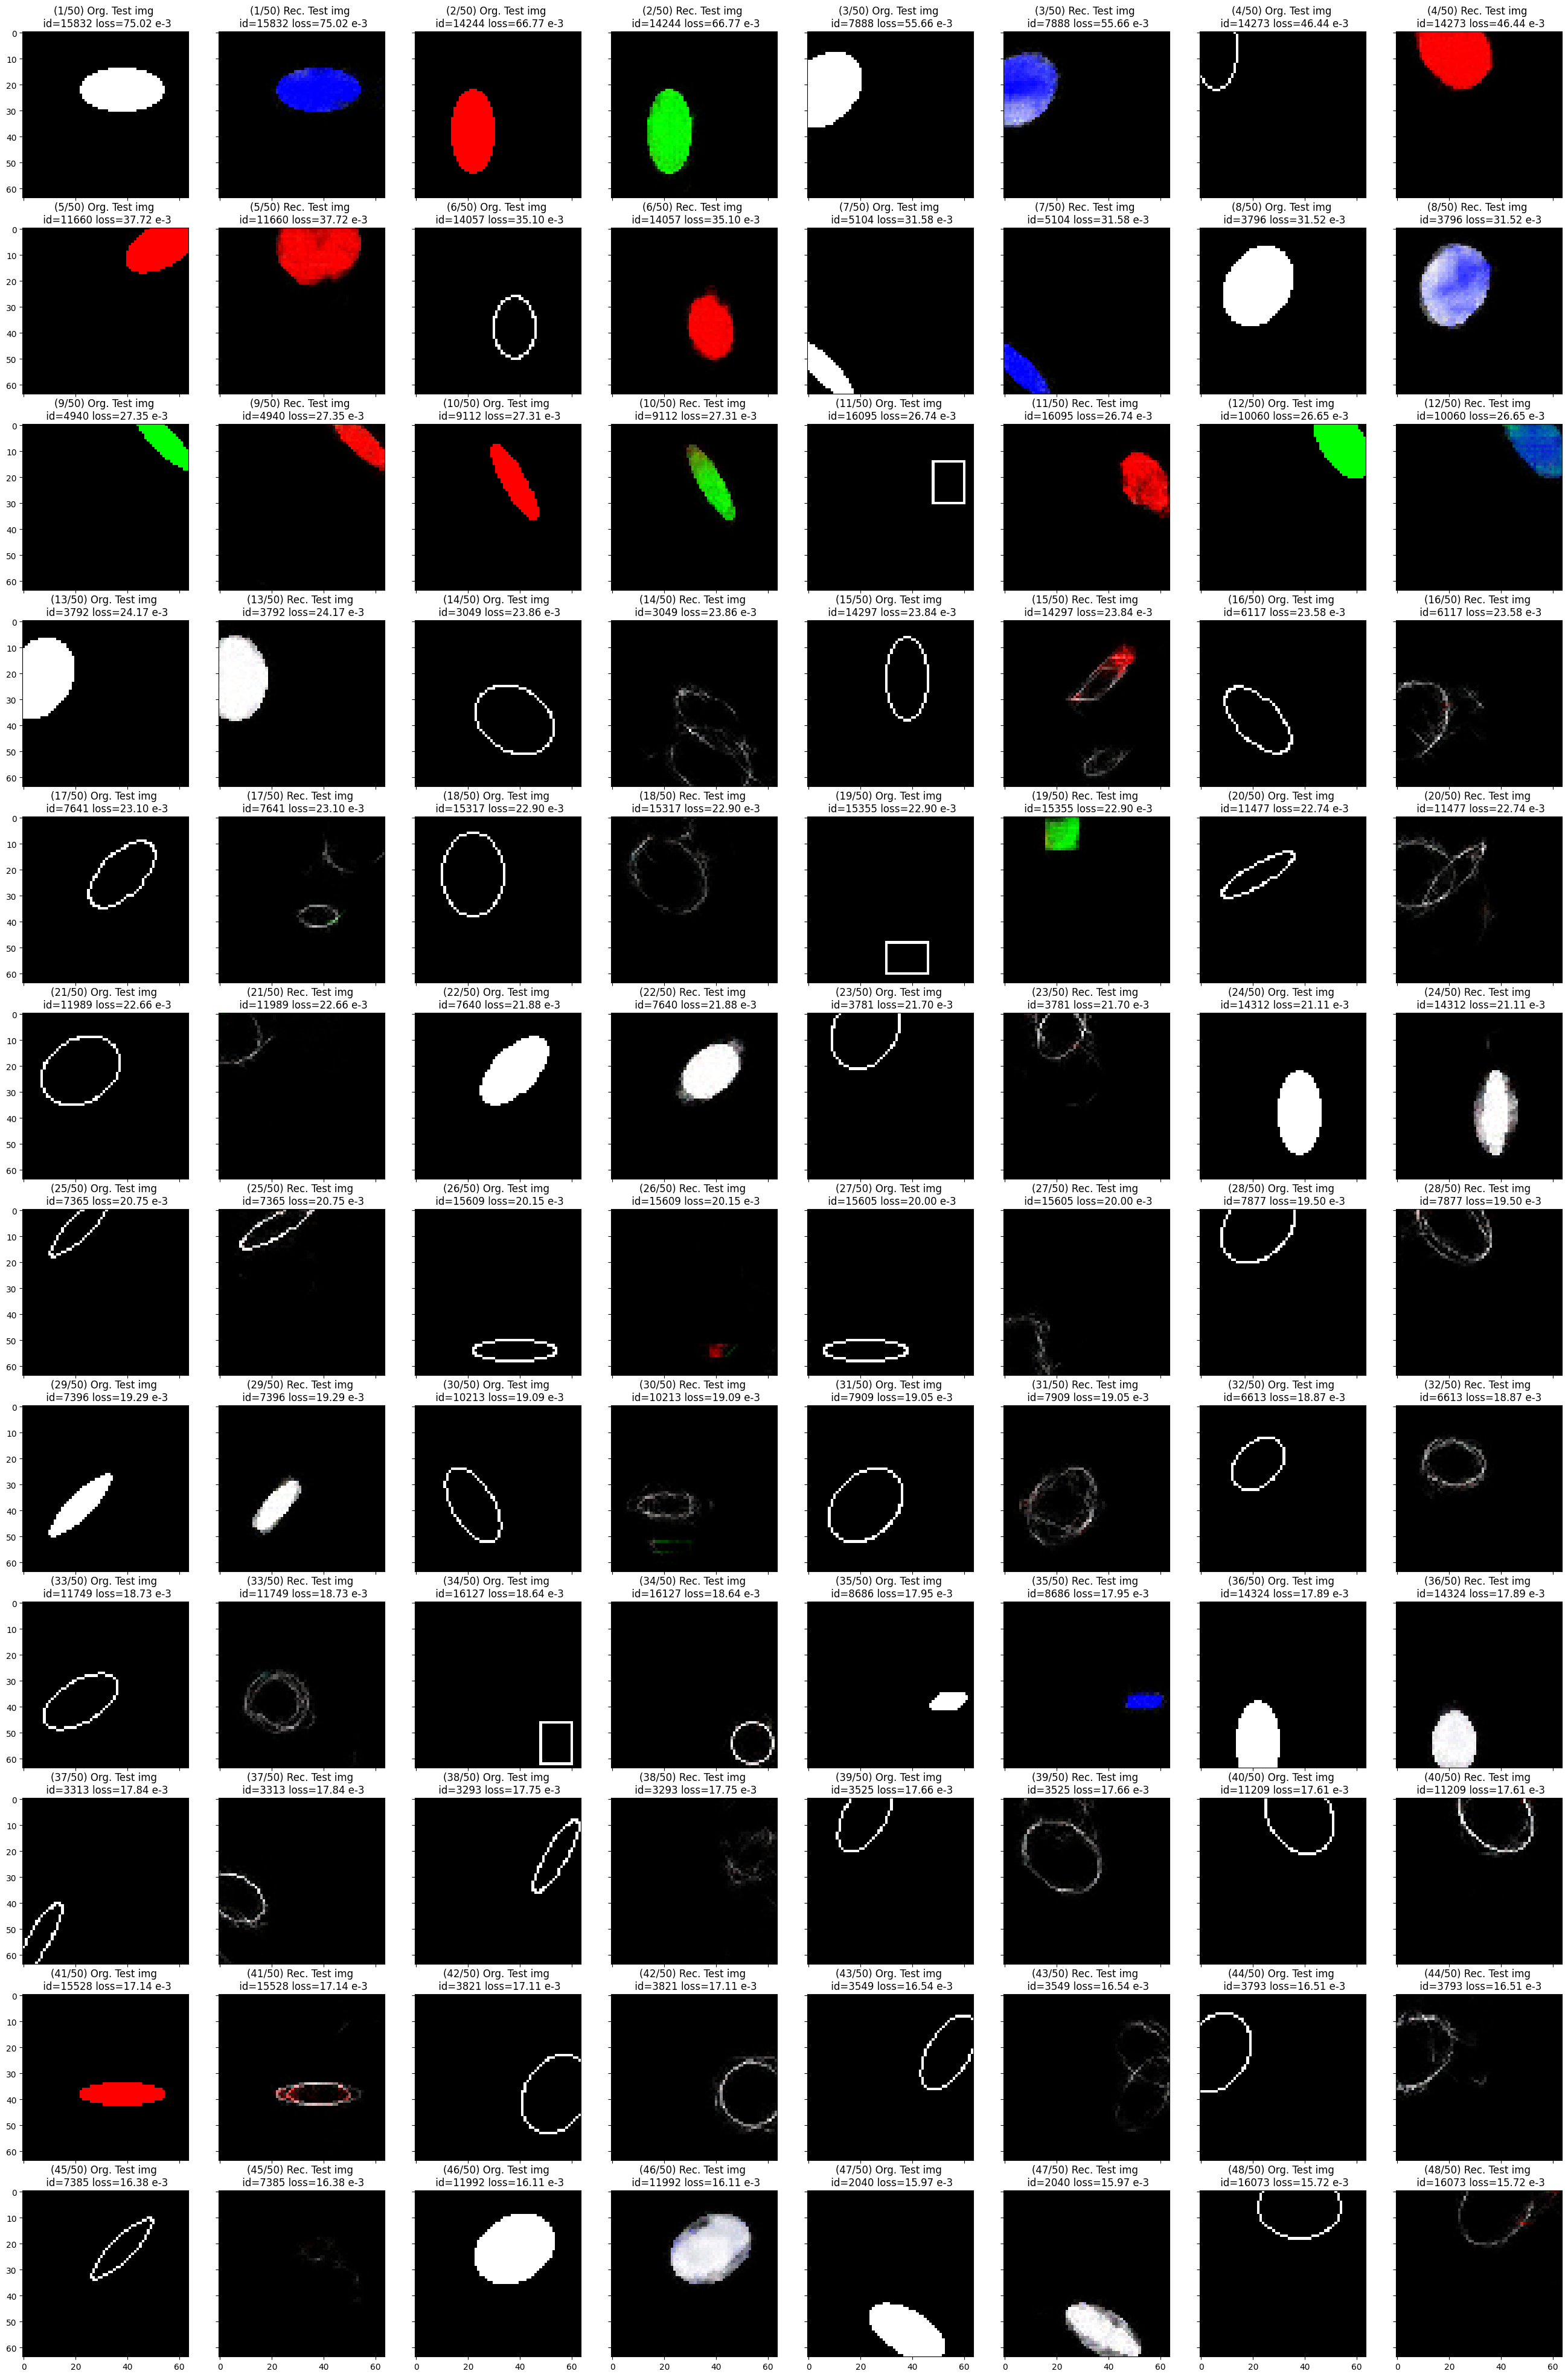 (1/50) Org. Test img
id=15832 loss=75.02 e-3
(1/50) Rec. Test img
id=15832 loss=75.02 e-3
(2/50) Org. Test img
id=14244 loss=66.77 e-3
(2/50) Rec. Test img
id=14244 loss=66.77 e-3
(3/50) Org. Test img
id=7888 loss=55.66 e-3
(3/50) Rec. Test img
id=7888 loss=55.66 e-3
(4/50) Org. Test img
id=14273 loss=46.44 e-3
(4/50) Rec. Test img
id=14273 loss=46.44 e-3
0
10
20
30
40
50
60
(5/50) Org. Test img
id=11660 loss=37.72 e-3
(5/50) Rec. Test img
id=11660 loss=37.72 e-3
(6/50) Org. Test img
id=14057 loss=35.10 e-3
(6/50) Rec. Test img
id=14057 loss=35.10 e-3
(7/50) Org. Test img
id=5104 loss=31.58 e-3
(7/50) Rec. Test img
id=5104 loss=31.58 e-3
(8/50) Org. Test img
id=3796 loss=31.52 e-3
(8/50) Rec. Test img
id=3796 loss=31.52 e-3
0
10
20
30
40
50
60
(9/50) Org. Test img
id=4940 loss=27.35 e-3
(9/50) Rec. Test img
id=4940 loss=27.35 e-3
(10/50) Org. Test img
id=9112 loss=27.31 e-3
(10/50) Rec. Test img
id=9112 loss=27.31 e-3
(11/50) Org. Test img
id=16095 loss=26.74 e-3
(11/50) Rec. Test img
id=16095 loss=26.74 e-3
(12/50) Org. Test img
id=10060 loss=26.65 e-3
(12/50) Rec. Test img
id=10060 loss=26.65 e-3
0
10
20
30
40
50
60
(13/50) Org. Test img
id=3792 loss=24.17 e-3
(13/50) Rec. Test img
id=3792 loss=24.17 e-3
(14/50) Org. Test img
id=3049 loss=23.86 e-3
(14/50) Rec. Test img
id=3049 loss=23.86 e-3
(15/50) Org. Test img
id=14297 loss=23.84 e-3
(15/50) Rec. Test img
id=14297 loss=23.84 e-3
(16/50) Org. Test img
id=6117 loss=23.58 e-3
(16/50) Rec. Test img
id=6117 loss=23.58 e-3
0
10
20
30
40
50
60
(17/50) Org. Test img
id=7641 loss=23.10 e-3
(17/50) Rec. Test img
id=7641 loss=23.10 e-3
(18/50) Org. Test img
id=15317 loss=22.90 e-3
(18/50) Rec. Test img
id=15317 loss=22.90 e-3
(19/50) Org. Test img
id=15355 loss=22.90 e-3
(19/50) Rec. Test img
id=15355 loss=22.90 e-3
(20/50) Org. Test img
id=11477 loss=22.74 e-3
(20/50) Rec. Test img
id=11477 loss=22.74 e-3
0
10
20
30
40
50
60
(21/50) Org. Test img
id=11989 loss=22.66 e-3
(21/50) Rec. Test img
id=11989 loss=22.66 e-3
(22/50) Org. Test img
id=7640 loss=21.88 e-3
(22/50) Rec. Test img
id=7640 loss=21.88 e-3
(23/50) Org. Test img
id=3781 loss=21.70 e-3
(23/50) Rec. Test img
id=3781 loss=21.70 e-3
(24/50) Org. Test img
id=14312 loss=21.11 e-3
(24/50) Rec. Test img
id=14312 loss=21.11 e-3
0
10
20
30
40
50
60
(25/50) Org. Test img
id=7365 loss=20.75 e-3
(25/50) Rec. Test img
id=7365 loss=20.75 e-3
(26/50) Org. Test img
id=15609 loss=20.15 e-3
(26/50) Rec. Test img
id=15609 loss=20.15 e-3
(27/50) Org. Test img
id=15605 loss=20.00 e-3
(27/50) Rec. Test img
id=15605 loss=20.00 e-3
(28/50) Org. Test img
id=7877 loss=19.50 e-3
(28/50) Rec. Test img
id=7877 loss=19.50 e-3
0
10
20
30
40
50
60
(29/50) Org. Test img
id=7396 loss=19.29 e-3
(29/50) Rec. Test img
id=7396 loss=19.29 e-3
(30/50) Org. Test img
id=10213 loss=19.09 e-3
(30/50) Rec. Test img
id=10213 loss=19.09 e-3
(31/50) Org. Test img
id=7909 loss=19.05 e-3
(31/50) Rec. Test img
id=7909 loss=19.05 e-3
(32/50) Org. Test img
id=6613 loss=18.87 e-3
(32/50) Rec. Test img
id=6613 loss=18.87 e-3
0
10
20
30
40
50
60
(33/50) Org. Test img
id=11749 loss=18.73 e-3
(33/50) Rec. Test img
id=11749 loss=18.73 e-3
(34/50) Org. Test img
id=16127 loss=18.64 e-3
(34/50) Rec. Test img
id=16127 loss=18.64 e-3
(35/50) Org. Test img
id=8686 loss=17.95 e-3
(35/50) Rec. Test img
id=8686 loss=17.95 e-3
(36/50) Org. Test img
id=14324 loss=17.89 e-3
(36/50) Rec. Test img
id=14324 loss=17.89 e-3
0
10
20
30
40
50
60
(37/50) Org. Test img
id=3313 loss=17.84 e-3
(37/50) Rec. Test img
id=3313 loss=17.84 e-3
(38/50) Org. Test img
id=3293 loss=17.75 e-3
(38/50) Rec. Test img
id=3293 loss=17.75 e-3
(39/50) Org. Test img
id=3525 loss=17.66 e-3
(39/50) Rec. Test img
id=3525 loss=17.66 e-3
(40/50) Org. Test img
id=11209 loss=17.61 e-3
(40/50) Rec. Test img
id=11209 loss=17.61 e-3
0
10
20
30
40
50
60
(41/50) Org. Test img
id=15528 loss=17.14 e-3
(41/50) Rec. Test img
id=15528 loss=17.14 e-3
(42/50) Org. Test img
id=3821 loss=17.11 e-3
(42/50) Rec. Test img
id=3821 loss=17.11 e-3
(43/50) Org. Test img
id=3549 loss=16.54 e-3
(43/50) Rec. Test img
id=3549 loss=16.54 e-3
(44/50) Org. Test img
id=3793 loss=16.51 e-3
(44/50) Rec. Test img
id=3793 loss=16.51 e-3
0
10
20
30
40
50
60
(45/50) Org. Test img
id=7385 loss=16.38 e-3
(45/50) Rec. Test img
id=7385 loss=16.38 e-3
(46/50) Org. Test img
id=11992 loss=16.11 e-3
(46/50) Rec. Test img
id=11992 loss=16.11 e-3
(47/50) Org. Test img
id=2040 loss=15.97 e-3
(47/50) Rec. Test img
id=2040 loss=15.97 e-3
(48/50) Org. Test img
id=16073 loss=15.72 e-3
(48/50) Rec. Test img
id=16073 loss=15.72 e-3
0
10
20
30
40
50
60
0 20 40 60 0 20 40 60 0 20 40 60 0 20 40 60 0 20 40 60 0 20 40 60 0 20 40 60 0 20 40 60